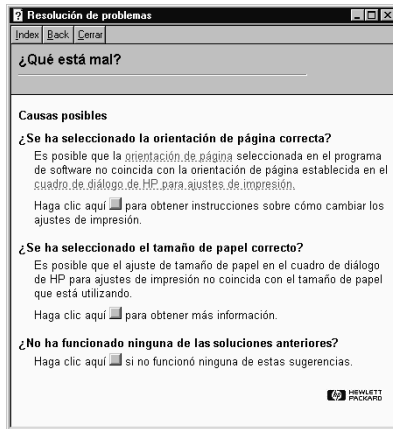 Resolución de problemas
Index Back Cerrar
¿Qué está mal?
Causas posibles
¿Se ha seleccionado la orientación de página correcta?
Es posible que la orientación de página seleccionada en el programa
de software no coincida con la orientación de página establecida en el
cuadro de diálogo de HP para ajustes de impresión.
Haga clic aquí para obtener instrucciones sobre cómo cambiar los
ajustes de impresión.
¿Se ha seleccionado el tamaño de papel correcto?
Es posible que el ajuste de tamaño de papel en el cuadro de diálogo
de HP para ajustes de impresión no coincida con el tamaño de papel
que está utilizando.
Haga clic aquí para obtener más información.
¿No ha funcionado ninguna de las soluciones anteriores?
Haga clic aquí si no funcionó ninguna de estas sugerencias.
hp HEWLETT
PACKARD